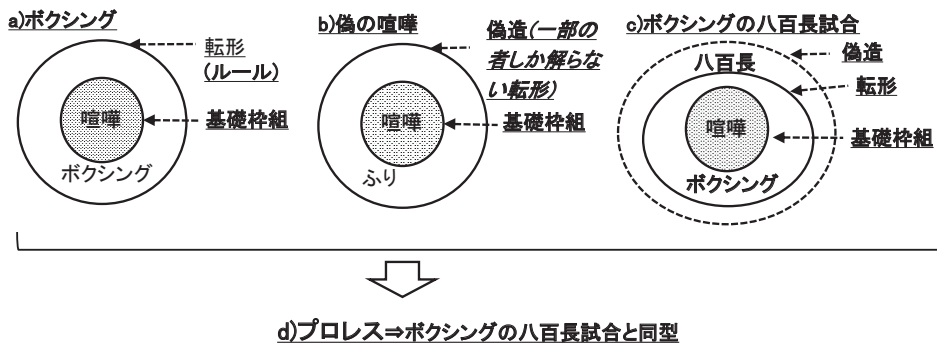 a)ボクシング
転形
(ルール)
喧嘩
基礎枠組
ボクシング
b)偽の喧嘩
偽造(一部の
者しか解らな
い転形)
喧嘩
基礎枠組
ふり
c)ボクシングの八百長試合
偽造
八百長
転形
喧嘩
基礎枠組
ボクシング
d)プロレス⇒ボクシングの八百長試合と同型